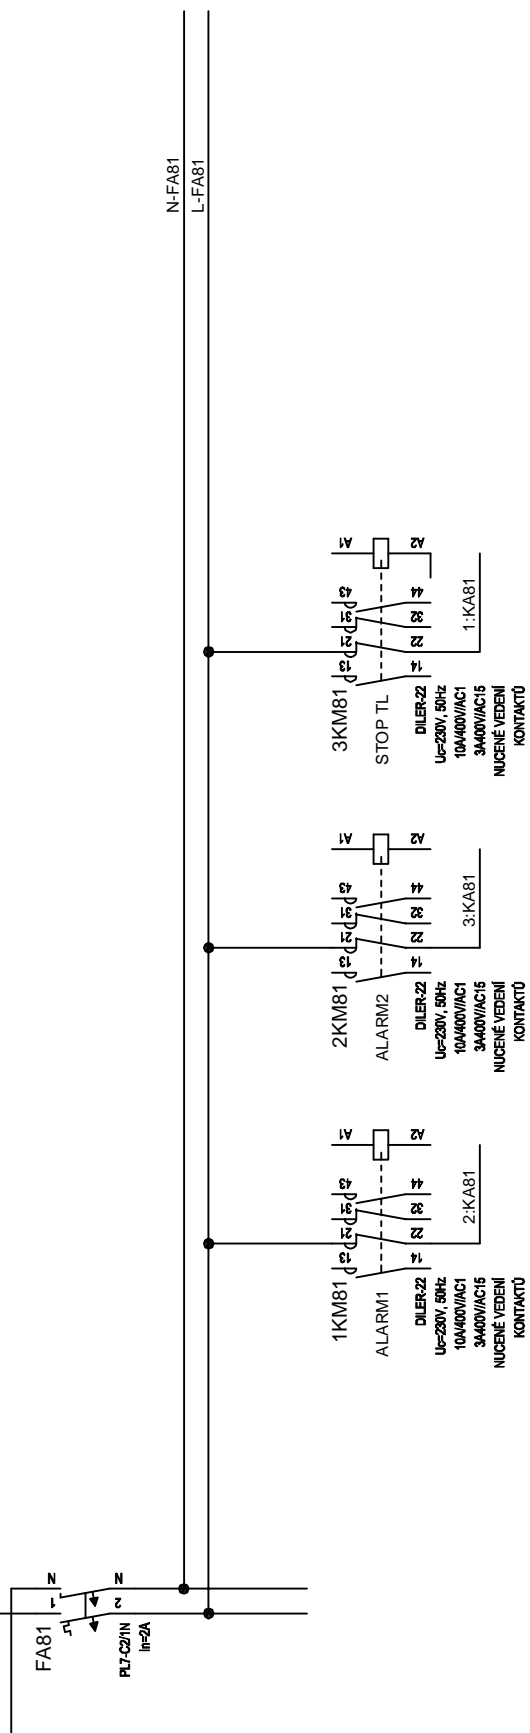 N-FA81
L-FA81
A1
A2
43
44
31
32
21
22
13
14
3KM81
STOP TL
1:KA81
DILER-22
Uc=230V, 50Hz
10A/400V/AC1
3A400V/AC15
NUCENÉ VEDENÍ
KONTAKTŮ
A1
A2
43
44
31
32
21
22
13
14
2KM81
ALARM2
3:KA81
DILER-22
Uc=230V, 50Hz
10A/400V/AC1
3A400V/AC15
NUCENÉ VEDENÍ
KONTAKTŮ
A1
A2
43
44
31
32
21
22
13
14
1KM81
ALARM1
2:KA81
DILER-22
Uc=230V, 50Hz
10A/400V/AC1
3A400V/AC15
NUCENÉ VEDENÍ
KONTAKTŮ
N
N
1
2
FA81
PL7-C2/1N
In=2A